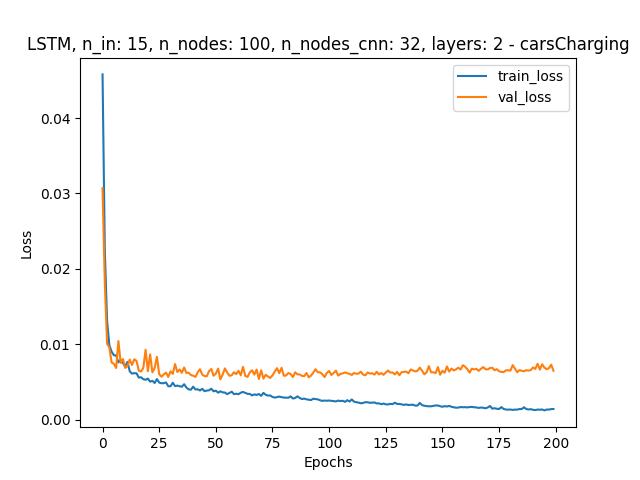 LSTM, n_in: 15, n_nodes: 100, n_nodes_cnn: 32, layers: 2 - carsCharging
train_loss
val_loss
0.04
0.03
0.02
0.01
0.00
Loss
0 25 50 75 100 125 150 175 200
Epochs